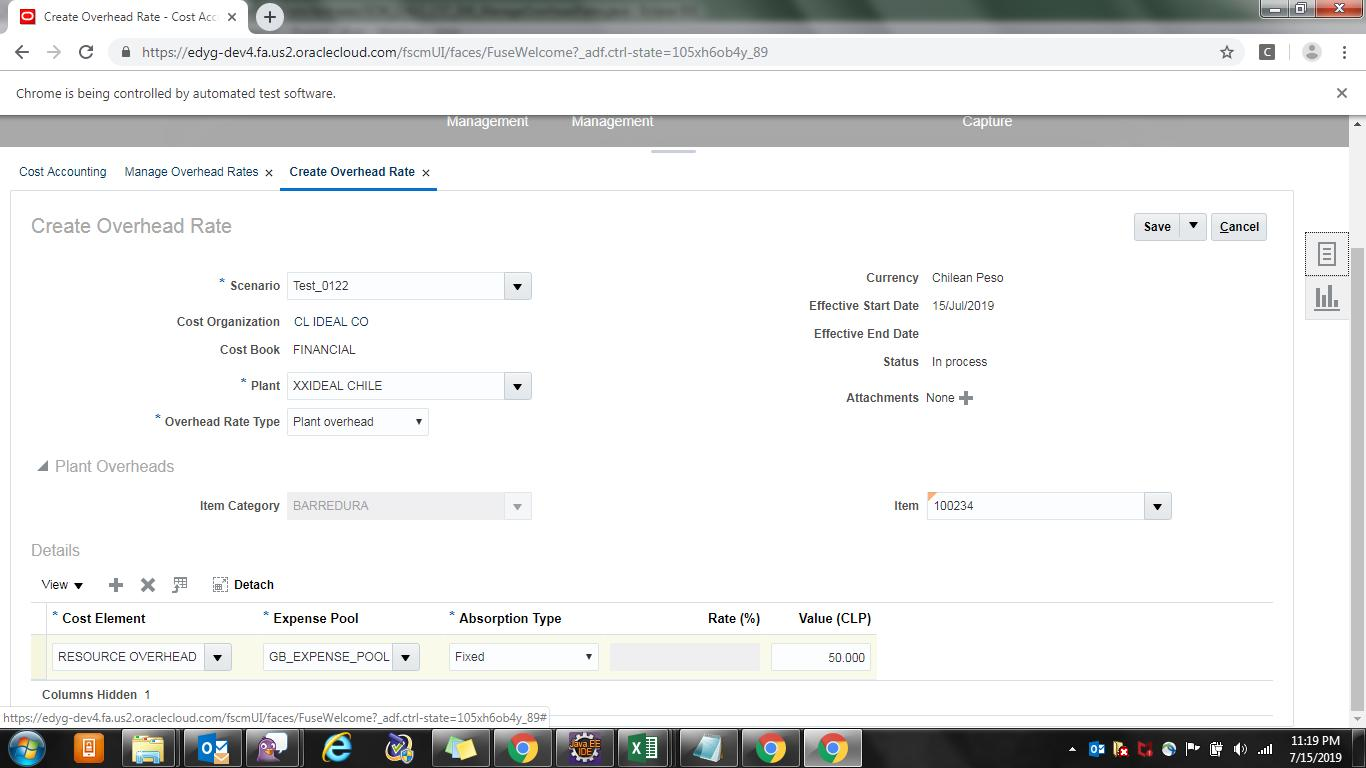 Create Overhead Rate - Cost Acc
https://edyg-dev4.fa.us2.oraclecloud.com/fscmUI/faces/FuseWelcome?_adf.ctrl-state=105xh6ob4y_89
C
Chrome is being controlled by automated test software.
Management Management Capture
Cost Accounting Manage Overhead Rates Create Overhead Rate
Create Overhead Rate
Save Cancel
* Scenario Test_0122
Cost Organization CL IDEAL CO
Cost Book FINANCIAL
* Plant XXIDEAL CHILE
* Overhead Rate Type Plant overhead
Currency Chilean Peso
Effective Start Date 15/Jul/2019
Effective End Date
Status In process
Attachments None
Plant Overheads
Item Category BARREDURA Item 100234
Details
View Detach
* Cost Element * Expense Pool * Absorption Type Rate (%) Value (CLP)
RESOURCE OVERHEAD GB_EXPENSE_POOL Fixed 50.000
Columns Hidden 1
https://edyg-dev4.fa.us2.oraclecloud.com/fscmUI/faces/FuseWelcome?_adf.ctrl-state=105xh6ob4y_89#
Java EE
IDE
11:19 PM
7/15/2019